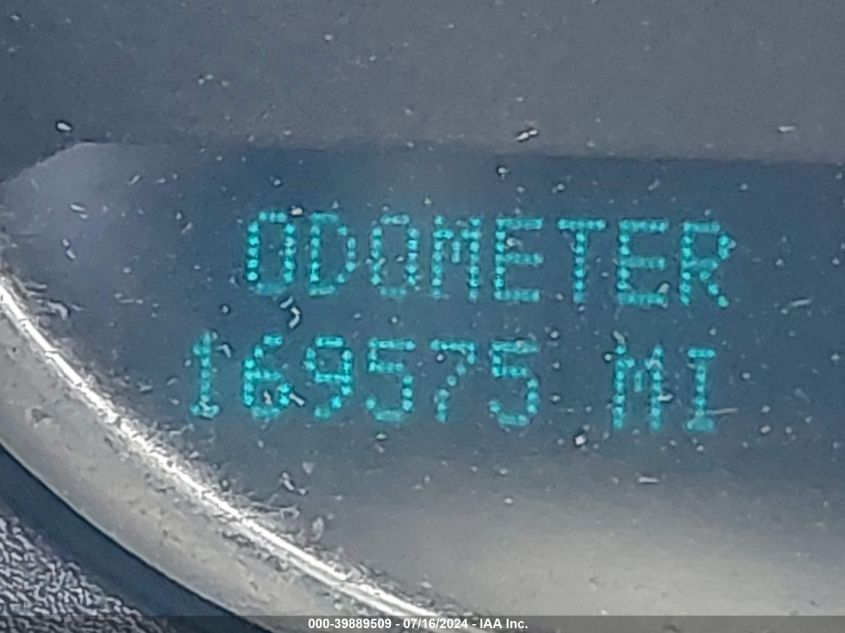 ODOMETER
169575 MI
000-39889509 - 07/16/2024 - IAA Inc.